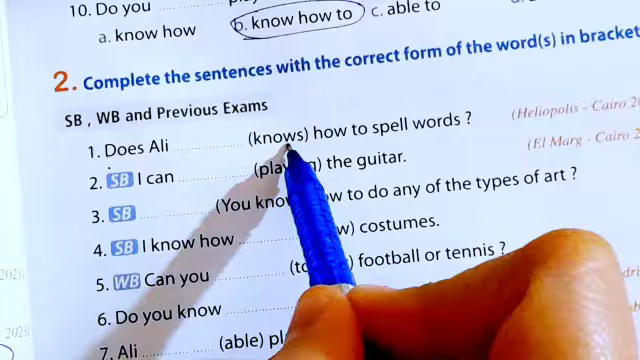 10. Do you
a. know how b. know how to c. able to
2. Complete the sentences with the correct form of the word(s) in bracket
SB , WB and Previous Exams
1. Does Ali .............. (knows) how to spell words ? (Heliopolis - Cairo 20
2. SB I can .............. the guitar. (El Marg - Cairo 2
3. SB .............. (You know to do any of the types of art ?
4. SB I know how .............. costumes.
5. WB Can you .............. football or tennis ?
6. Do you know ..............
7. Ali .............. (able)
2023
2023